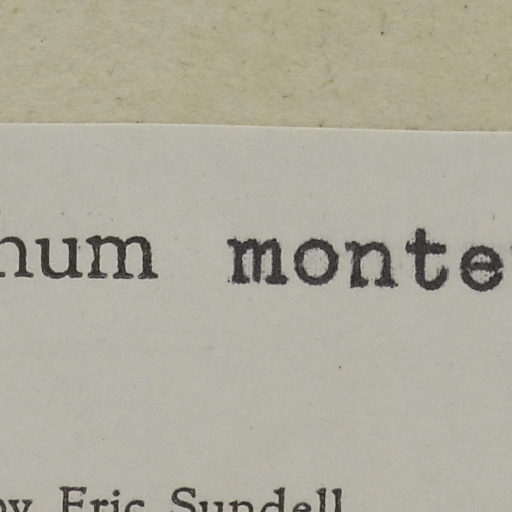 hum monte
by Eric Sundell